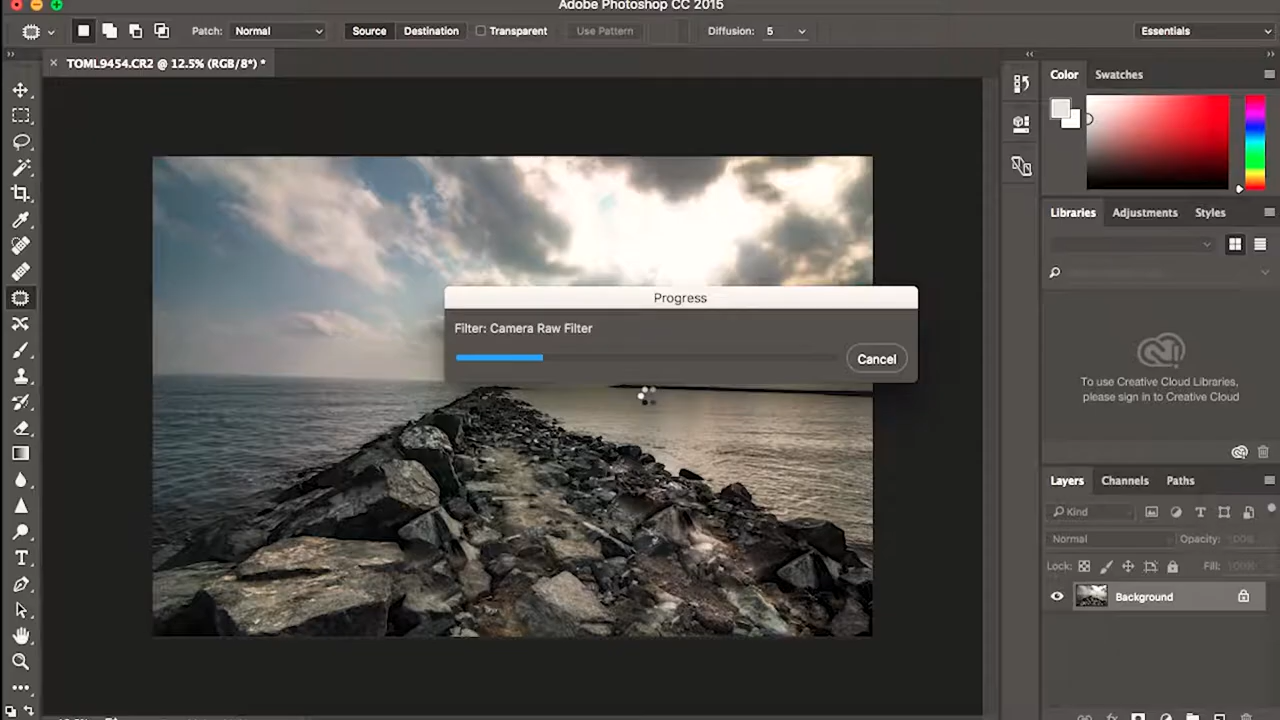 Adobe Photoshop CC 2015
Patch: Normal Source Destination Transparent Use Pattern Diffusion: 5 Essentials
TOML9454.CR2 @ 12.5% (RGB/8*) *
Color Swatches
Libraries Adjustments Styles
Progress
Filter: Camera Raw Filter
Cancel
To use Creative Cloud Libraries,
please sign in to Creative Cloud
Layers Channels Paths
Kind
Normal Opacity: 100%
Lock: Fill: 100%
Background